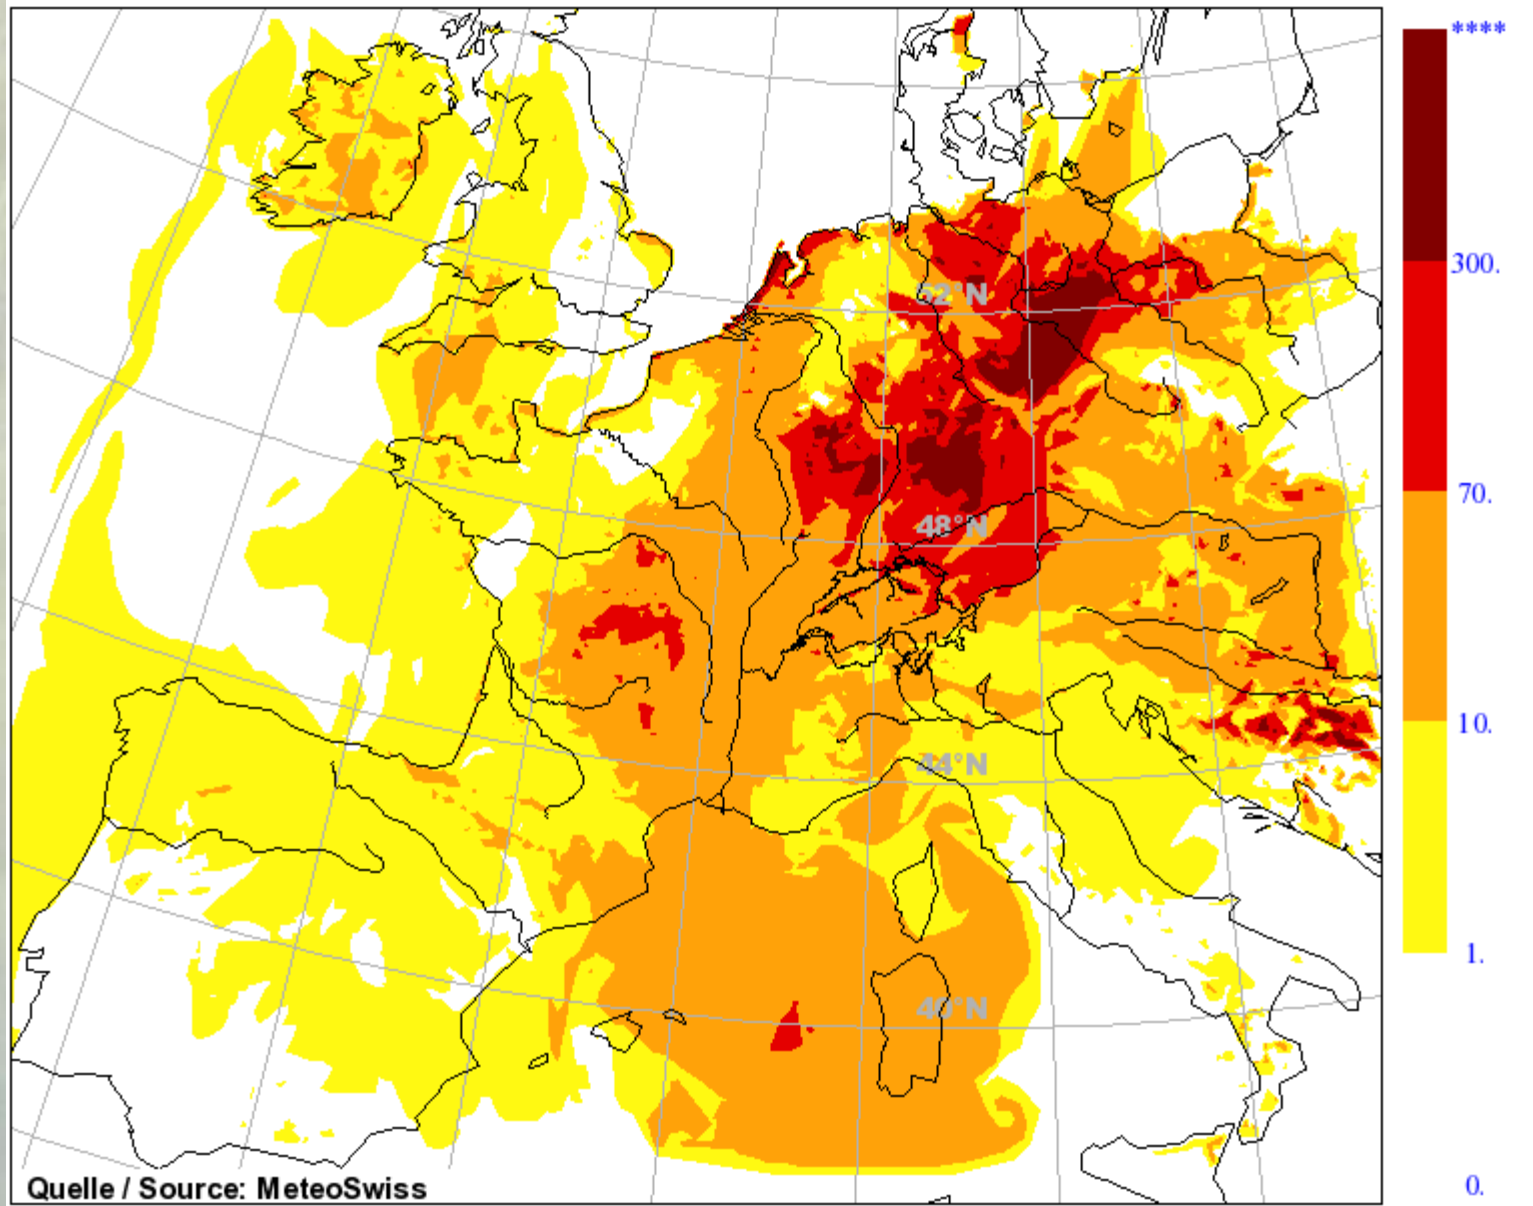 ****
300.
70.
10.
1.
0.
52°N
48°N
44°N
40°N
Quelle / Source: MeteoSwiss